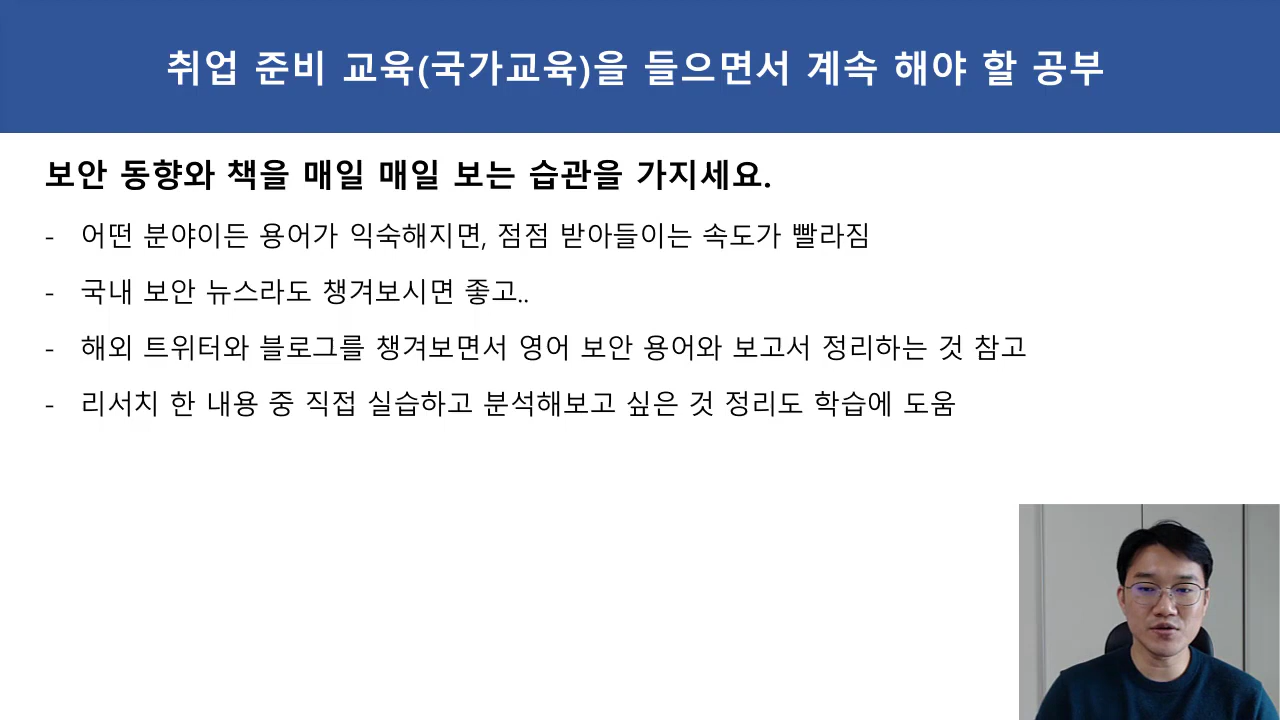 취업 준비 교육(국가교육)을 들으면서 계속 해야 할 공부
보안 동향와 책을 매일 매일 보는 습관을 가지세요.
- 어떤 분야이든 용어가 익숙해지면, 점점 받아들이는 속도가 빨라짐
- 국내 보안 뉴스라도 챙겨보시면 좋고..
- 해외 트위터와 블로그를 챙겨보면서 영어 보안 용어와 보고서 정리하는 것 참고
- 리서치 한 내용 중 직접 실습하고 분석해보고 싶은 것 정리도 학습에 도움